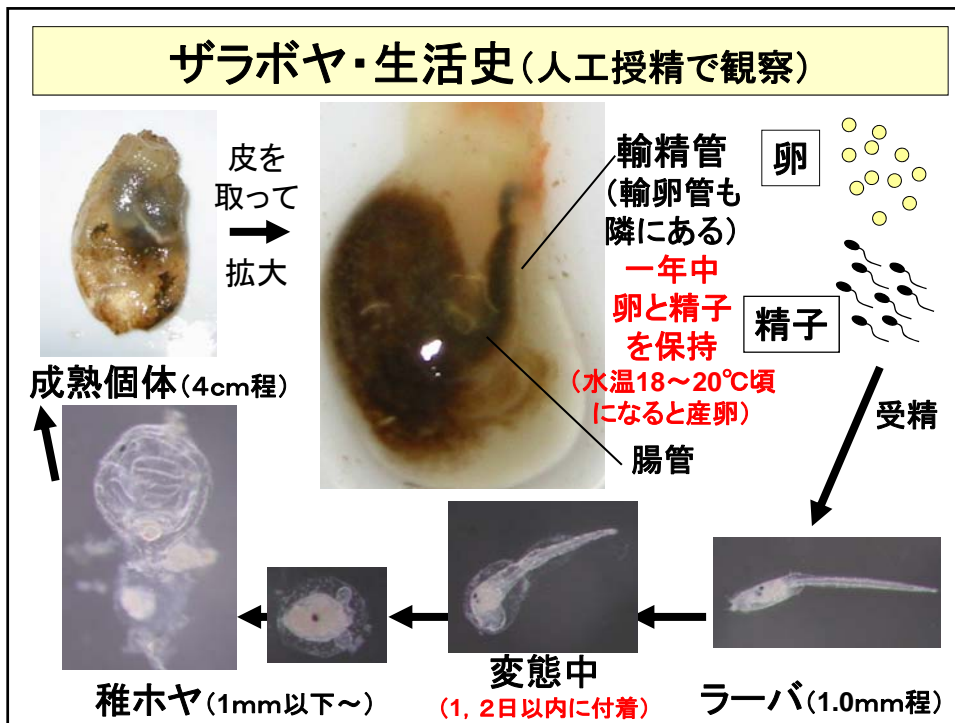 ザラボヤ・生活史（人工授精で観察）
皮を
取って
拡大
輸精管
（輸卵管も
隣にある）
一年中
卵と精子
を保持
（水温18～20℃頃
になると産卵）
腸管
卵
精子
受精
成熟個体（4cm程）
稚ホヤ（1mm以下～）
変態中
（1，2日以内に付着）
ラーバ（1.0mm程）